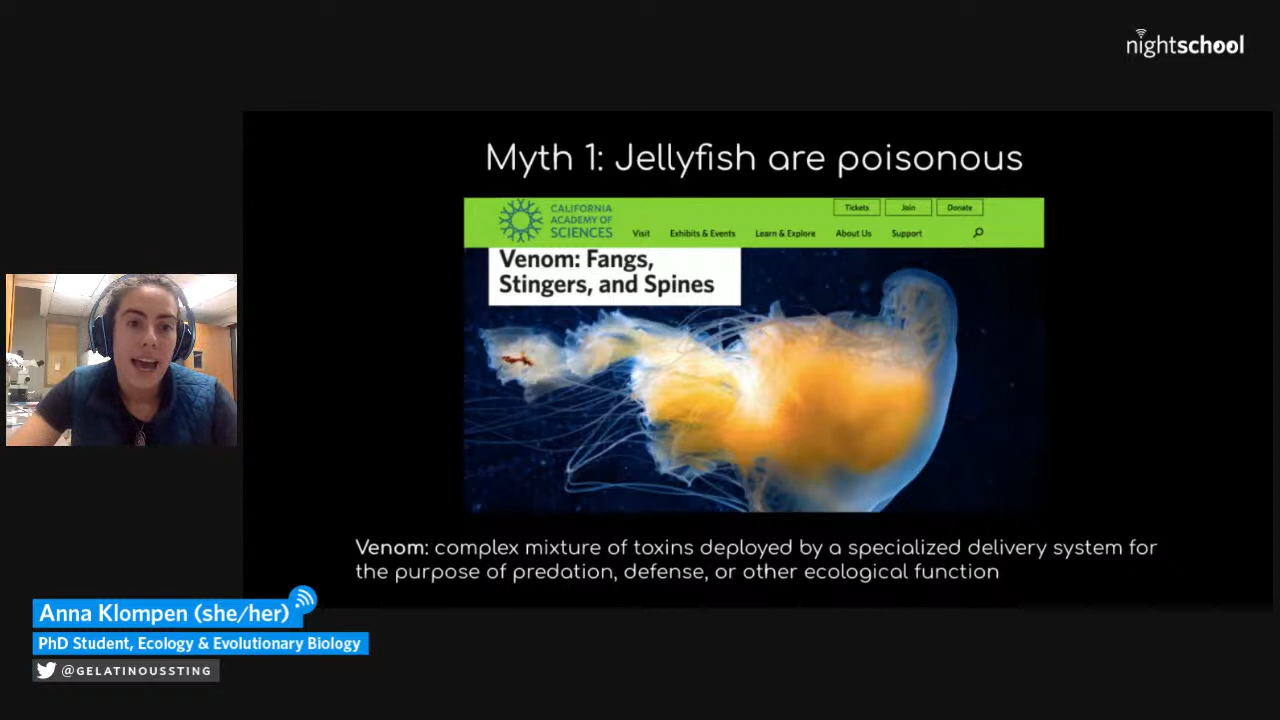 nightschool
Myth 1: Jellyfish are poisonous
CALIFORNIA
ACADEMY OF
SCIENCES
Tickets
Join
Donate
Visit
Exhibits & Events
Learn & Explore
About Us
Support
Venom: Fangs,
Stingers, and Spines
Venom: complex mixture of toxins deployed by a specialized delivery system for
the purpose of predation, defense, or other ecological function
Anna Klompen (she/her)
PhD Student, Ecology & Evolutionary Biology
@GELATINOUSSTING